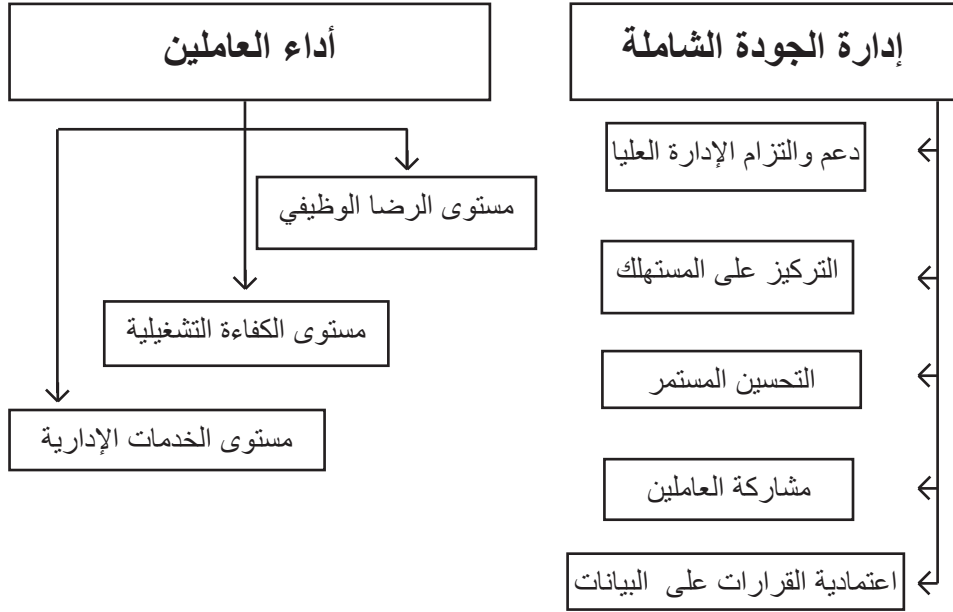 إدارة الجودة الشاملة
دعم والتزام الإدارة العليا
التركيز على المستهلك
التحسين المستمر
مشاركة العاملين
اعتمادية القرارات على البيانات
أداء العاملين
مستوى الرضا الوظيفي
مستوى الكفاءة التشغيلية
مستوى الخدمات الإدارية